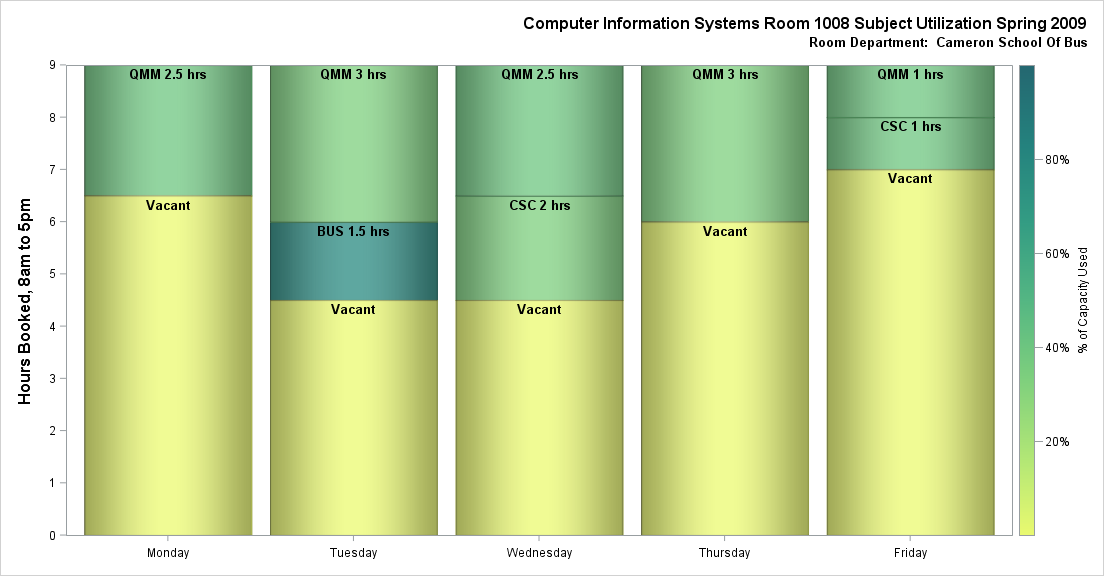 Computer Information Systems Room 1008 Subject Utilization Spring 2009
Room Department:  Cameron School Of Bus
Hours Booked, 8am to 5pm
9
8
7
6
5
4
3
2
1
0
QMM 2.5 hrs
Vacant
QMM 3 hrs
BUS 1.5 hrs
Vacant
QMM 2.5 hrs
CSC 2 hrs
Vacant
QMM 3 hrs
Vacant
QMM 1 hrs
CSC 1 hrs
Vacant
Monday
Tuesday
Wednesday
Thursday
Friday
80%
60%
40%
20%
% of Capacity Used